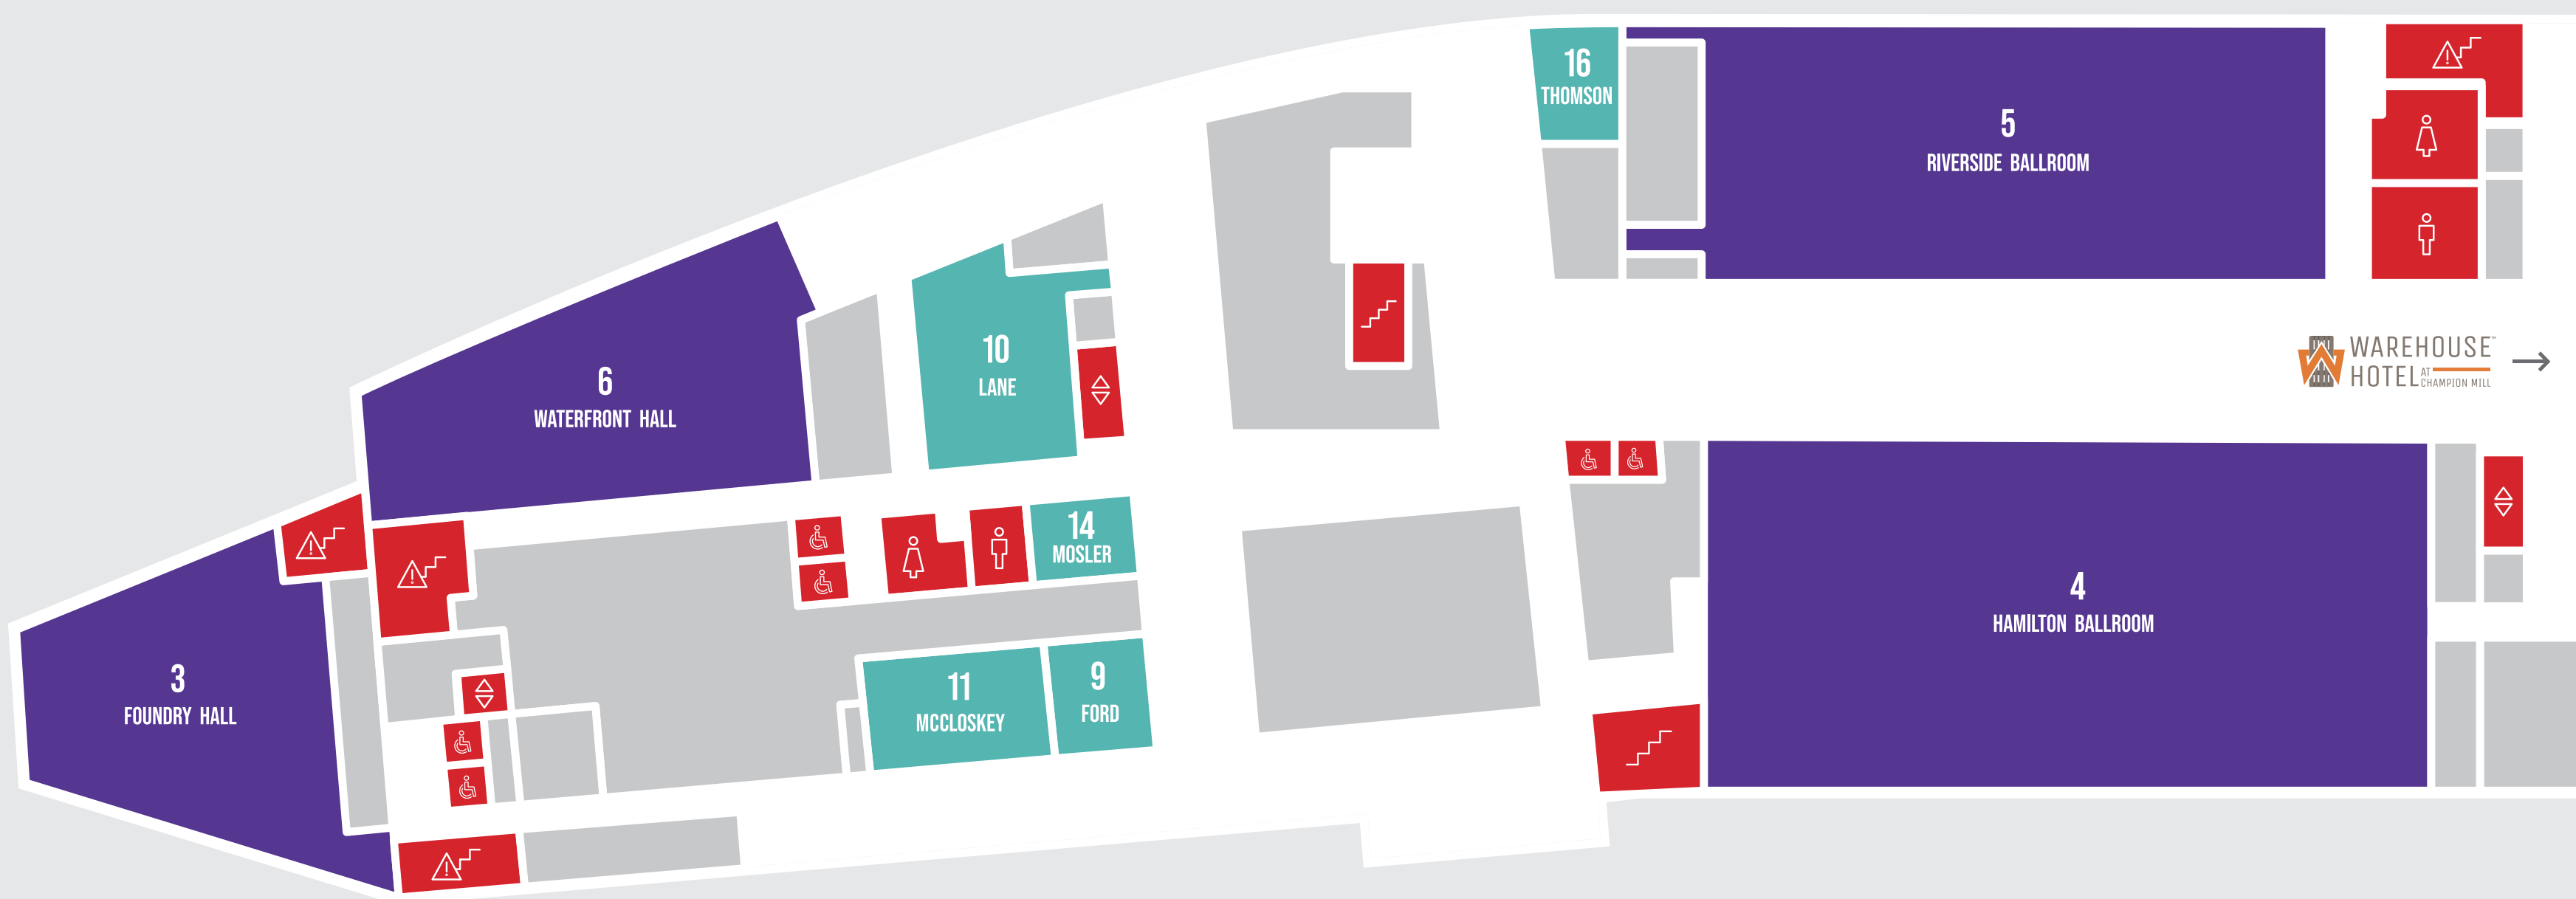 16
THOMSON
5
RIVERSIDE BALLROOM
10
LANE
6
WATERFRONT HALL
WAREHOUSE™
HOTEL AT CHAMPION MILL
14
MOSLER
3
FOUNDRY HALL
11
MCCLOSKEY
9
FORD
4
HAMILTON BALLROOM